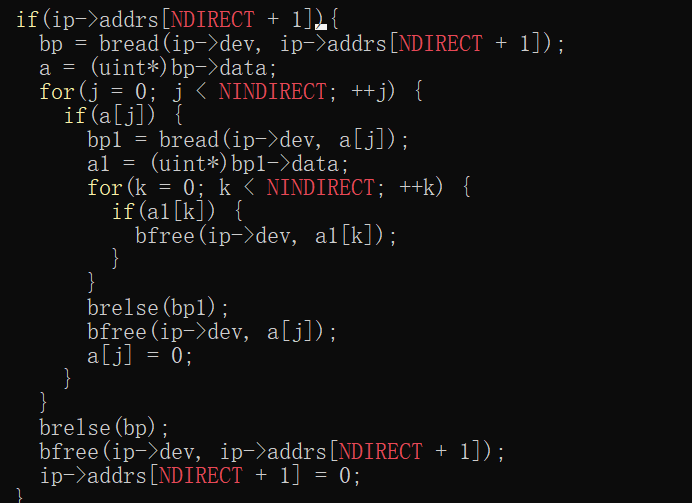 if(ip->addrs[NDIRECT + 1]){
  bp = bread(ip->dev, ip->addrs[NDIRECT + 1]);
  a = (uint*)bp->data;
  for(j = 0; j < NINDIRECT; ++j) {
    if(a[j]) {
      bp1 = bread(ip->dev, a[j]);
      a1 = (uint*)bp1->data;
      for(k = 0; k < NINDIRECT; ++k) {
        if(a1[k]) {
          bfree(ip->dev, a1[k]);
        }
      }
      brelse(bp1);
      bfree(ip->dev, a[j]);
      a[j] = 0;
    }
  }
  brelse(bp);
  bfree(ip->dev, ip->addrs[NDIRECT + 1]);
  ip->addrs[NDIRECT + 1] = 0;
}